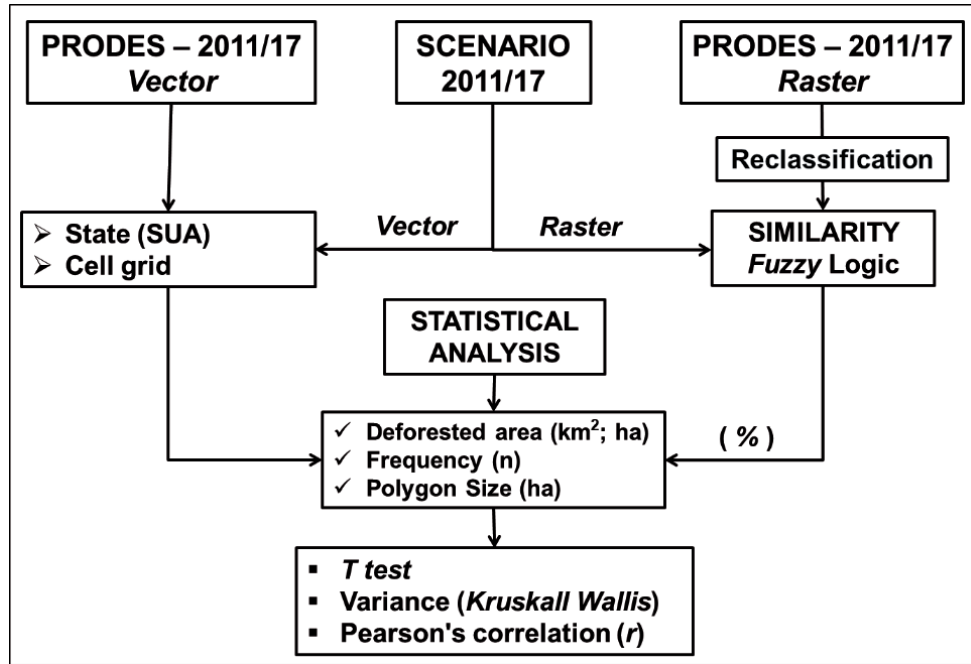 PRODES – 2011/17
Vector
SCENARIO
2011/17
PRODES – 2011/17
Raster
Reclassification
➢ State (SUA)
➢ Cell grid
Vector
Raster
SIMILARITY
Fuzzy Logic
STATISTICAL
ANALYSIS
✓ Deforested area (km²; ha)
✓ Frequency (n)
✓ Polygon Size (ha)
( % )
▪ T test
▪ Variance (Kruskall Wallis)
▪ Pearson's correlation (r)